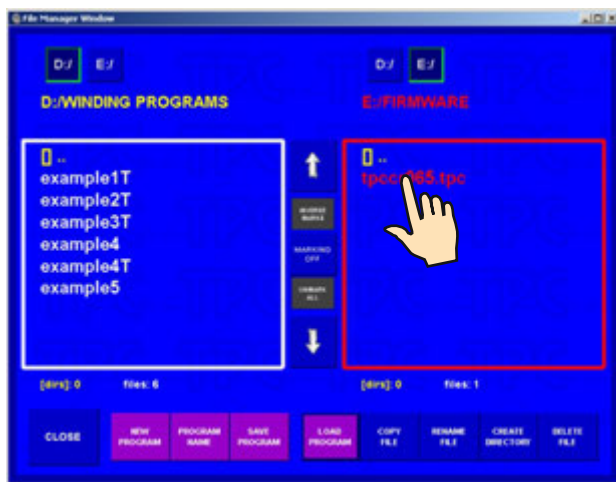 File Manager Window
D:/ E:/
D:/ E:/
D:/WINDING PROGRAMS
E:/FIRMWARE
[] ..
example1T
example2T
example3T
example4
example4T
example5
MARKING
OFF
UNMARK
ALL
[] ..
[dirs]: 0 files: 6
[dirs]: 0 files: 1
CLOSE
NEW
PROGRAM
PROGRAM
NAME
SAVE
PROGRAM
LOAD
PROGRAM
COPY
FILE
RENAME
FILE
CREATE
DIRECTORY
DELETE
FILE